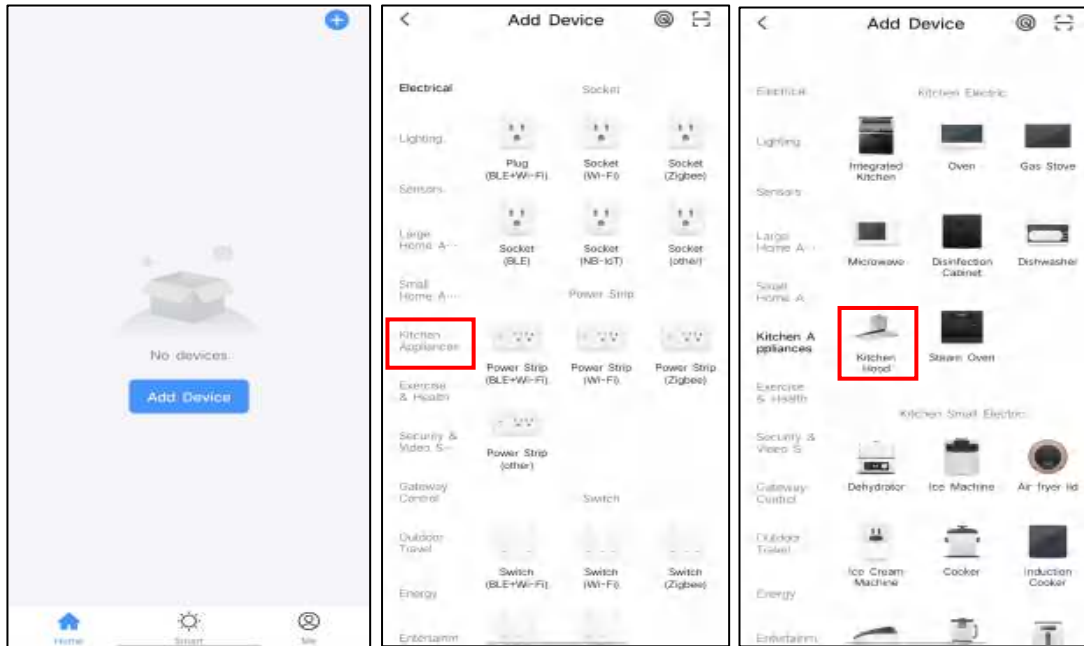 No devices
Add Device
Home
Smart
Me
Add Device
Electrical
Lighting
Sensors
Large
Home A...
Small
Home A...
Kitchen
Appliances
Exercise
& Health
Security &
Video S...
Gateway
Control
Outdoor
Travel
Energy
Entertainm
Socket
Plug
(BLE+Wi-Fi)
Socket
(Wi-Fi)
Socket
(Zigbee)
Socket
(BLE)
Socket
(NB-IoT)
Socket
(other)
Power Strip
Power Strip
(BLE+Wi-Fi)
Power Strip
(Wi-Fi)
Power Strip
(Zigbee)
Power Strip
(other)
Switch
Switch
(BLE+Wi-Fi)
Switch
(Wi-Fi)
Switch
(Zigbee)
Add Device
Electrical
Lighting
Sensors
Large
Home A...
Small
Home A
Kitchen A
ppliances
Exercise
& Health
Security &
Video S
Gateway
Control
Outdoor
Travel
Energy
Entertainm
Kitchen Electric
Integrated
Kitchen
Oven
Gas Stove
Microwave
Disinfection
Cabinet
Dishwasher
Kitchen
Hood
Steam Oven
Kitchen Small Electric
Dehydrator
Ice Machine
Air fryer lid
Ice Cream
Machine
Cooker
Induction
Cooker